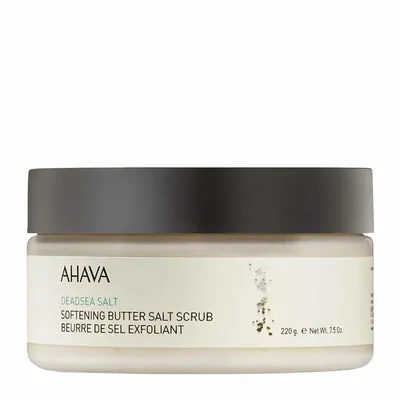 AHAVA
DEADSEA SALT
SOFTENING BUTTER SALT SCRUB
BEURRE DE SEL EXFOLIANT
220 g. e Net Wt. 7.5 Oz